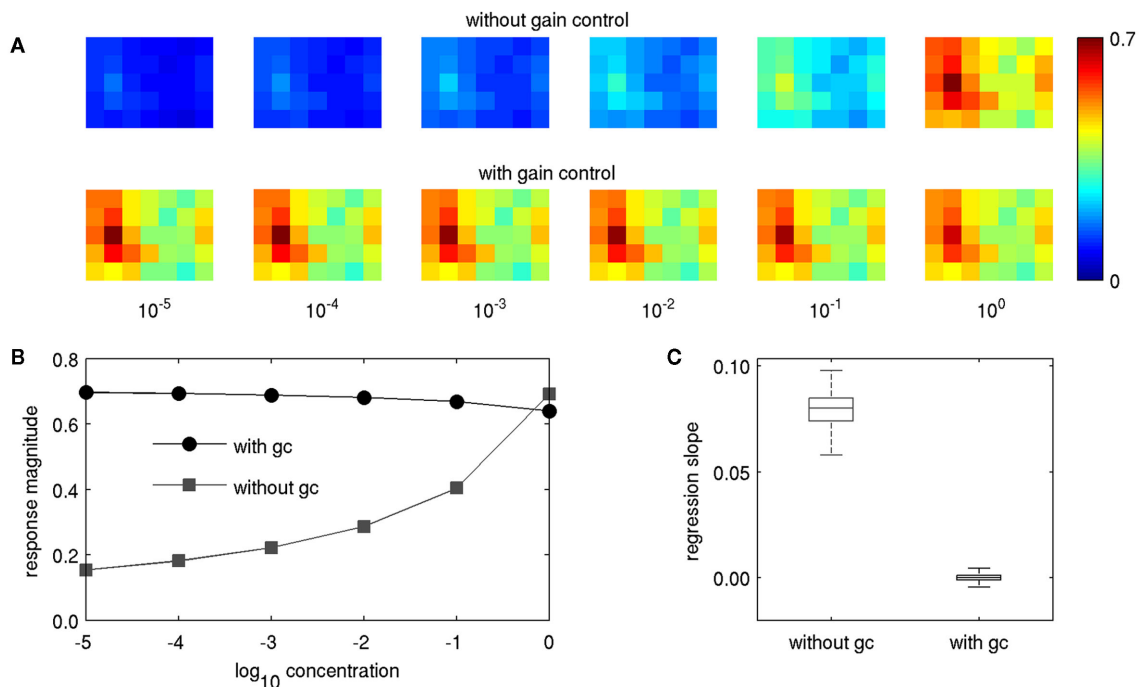 without gain control
A
0.7
0
with gain control
10^-5 10^-4 10^-3 10^-2 10^-1 10^0
B
0.8
0.6
0.4
0.2
0.0
response magnitude
with gc
without gc
-5 -4 -3 -2 -1 0
log10 concentration
C
0.10
0.05
0.00
regression slope
without gc with gc